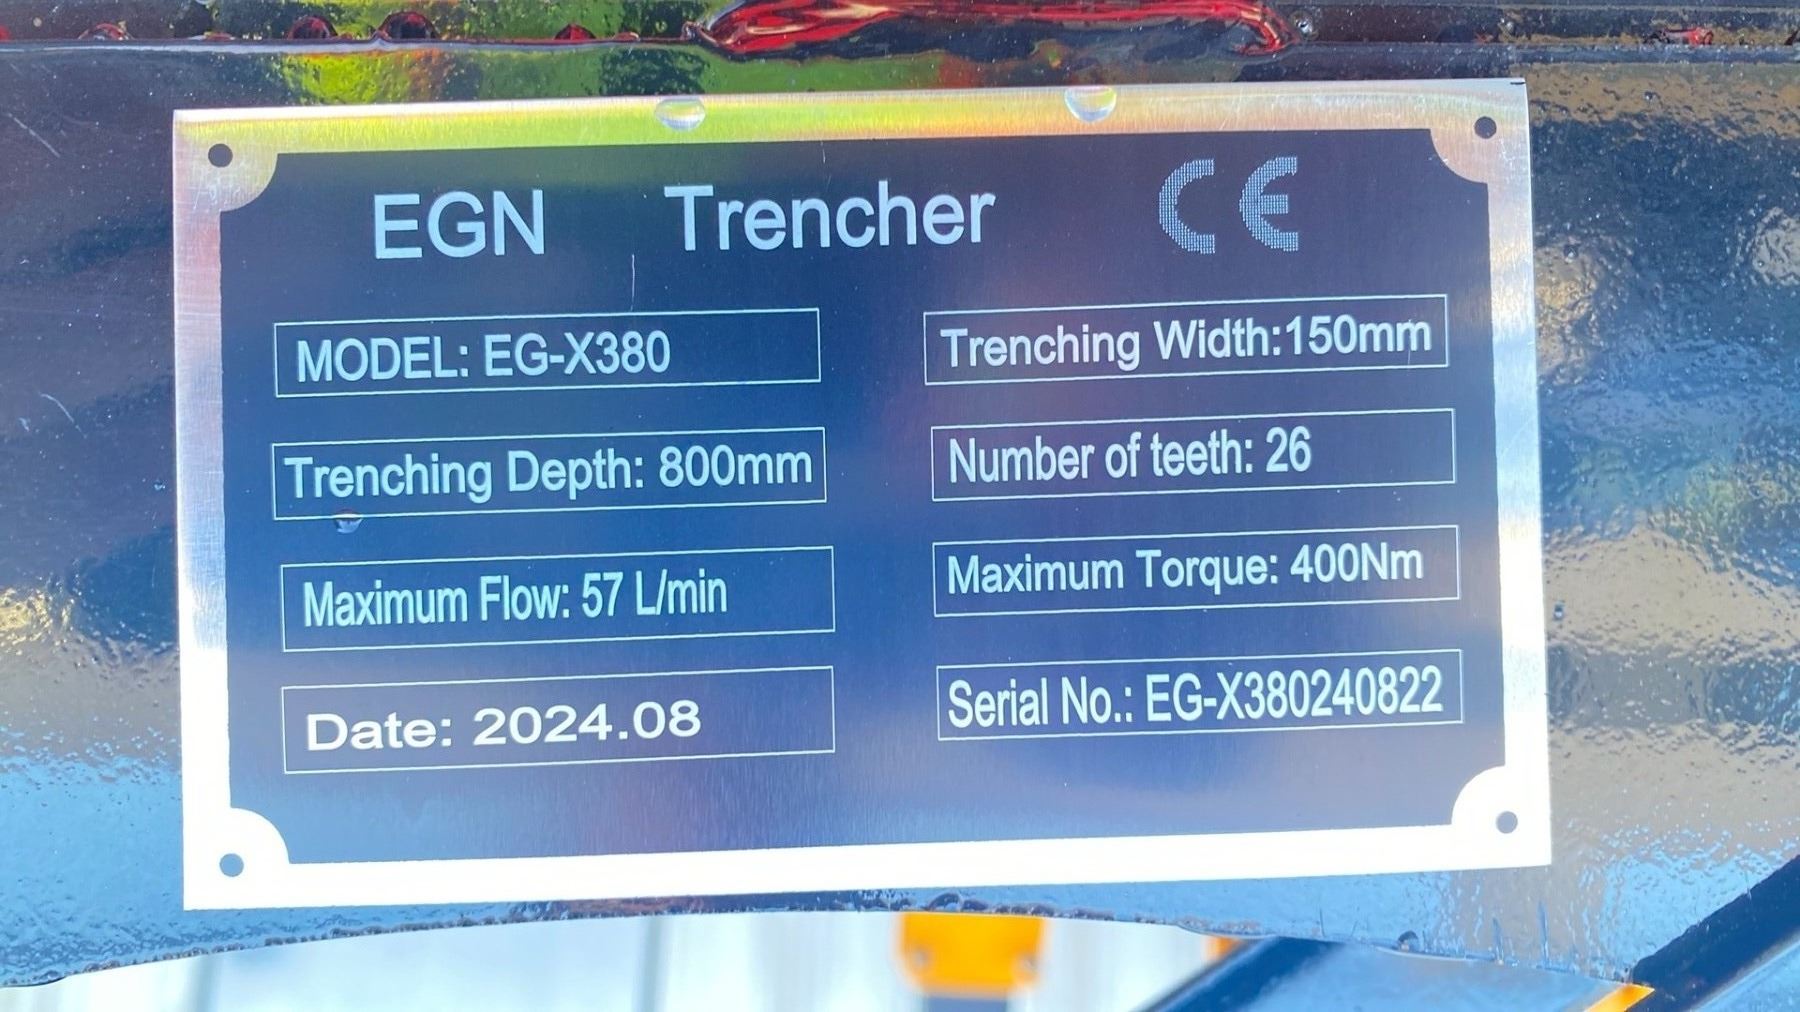 EGN Trencher CE
MODEL: EG-X380
Trenching Width:150mm
Trenching Depth: 800mm
Number of teeth: 26
Maximum Flow: 57 L/min
Maximum Torque: 400Nm
Date: 2024.08
Serial No.: EG-X380240822